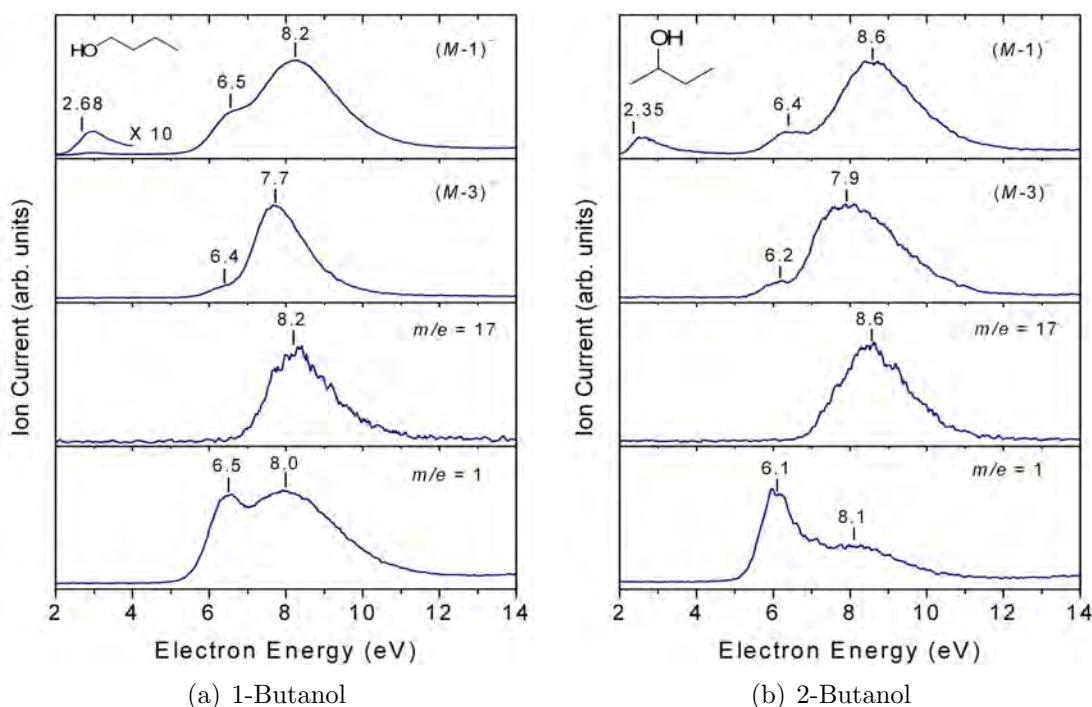 HO
8.2
(M-1)⁻
6.5
2.68
X 10
7.7
(M-3)⁻
6.4
8.2
m/e = 17
6.5
8.0
m/e = 1
2 4 6 8 10 12 14
Electron Energy (eV)
Ion Current (arb. units)
(a) 1-Butanol
OH
8.6
(M-1)⁻
6.4
2.35
7.9
(M-3)⁻
6.2
8.6
m/e = 17
6.1
8.1
m/e = 1
2 4 6 8 10 12 14
Electron Energy (eV)
Ion Current (arb. units)
(b) 2-Butanol